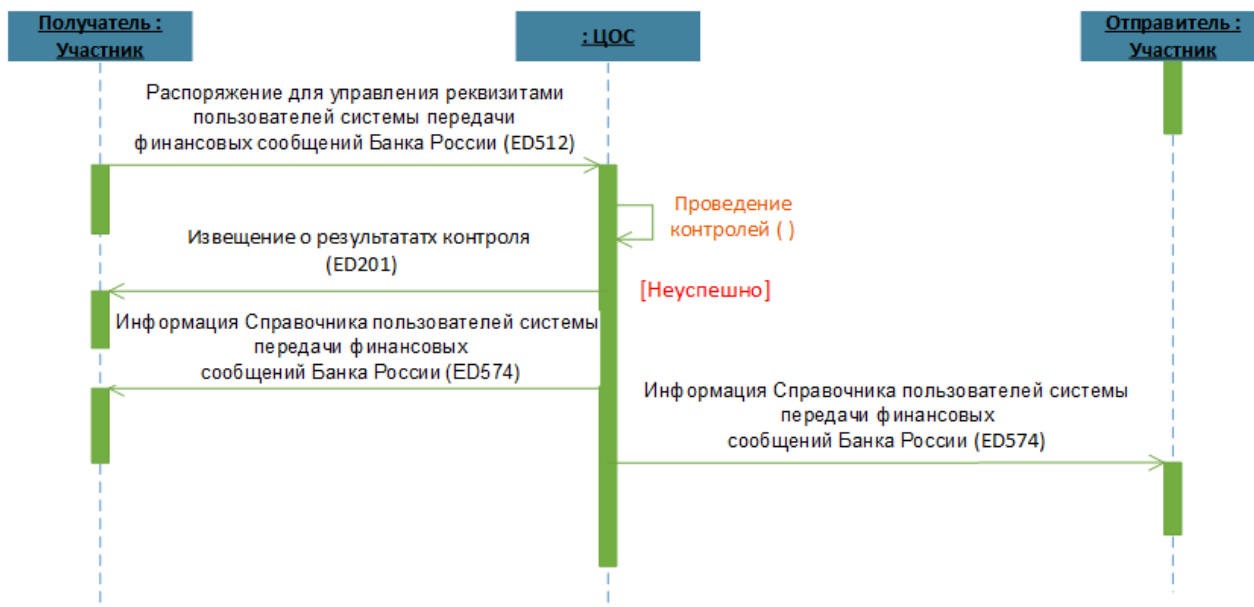 Получатель :
Участник
: ЦОС
Отправитель :
Участник
Распоряжение для управления реквизитами
пользователей системы передачи
финансовых сообщений Банка России (ED512)
Проведение
контролей ( )
Извещение о результататх контроля
(ED201)
[Неуспешно]
Информация Справочника пользователей системы
передачи финансовых
сообщений Банка России (ED574)
Информация Справочника пользователей системы
передачи финансовых
сообщений Банка России (ED574)